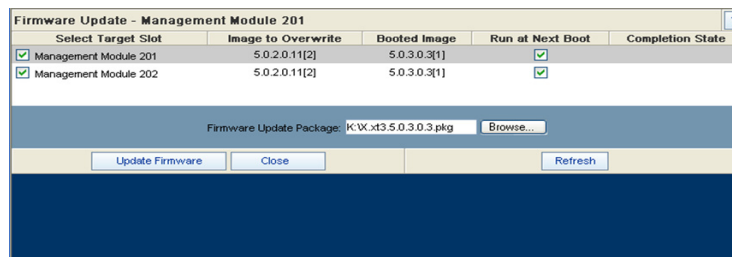 Firmware Update - Management Module 201
Select Target Slot Image to Overwrite Booted Image Run at Next Boot Completion State
Management Module 201 5.0.2.0.11[2] 5.0.3.0.3[1]
Management Module 202 5.0.2.0.11[2] 5.0.3.0.3[1]
Firmware Update Package: K:\X.xt3.5.0.3.0.3.pkg Browse...
Update Firmware Close Refresh